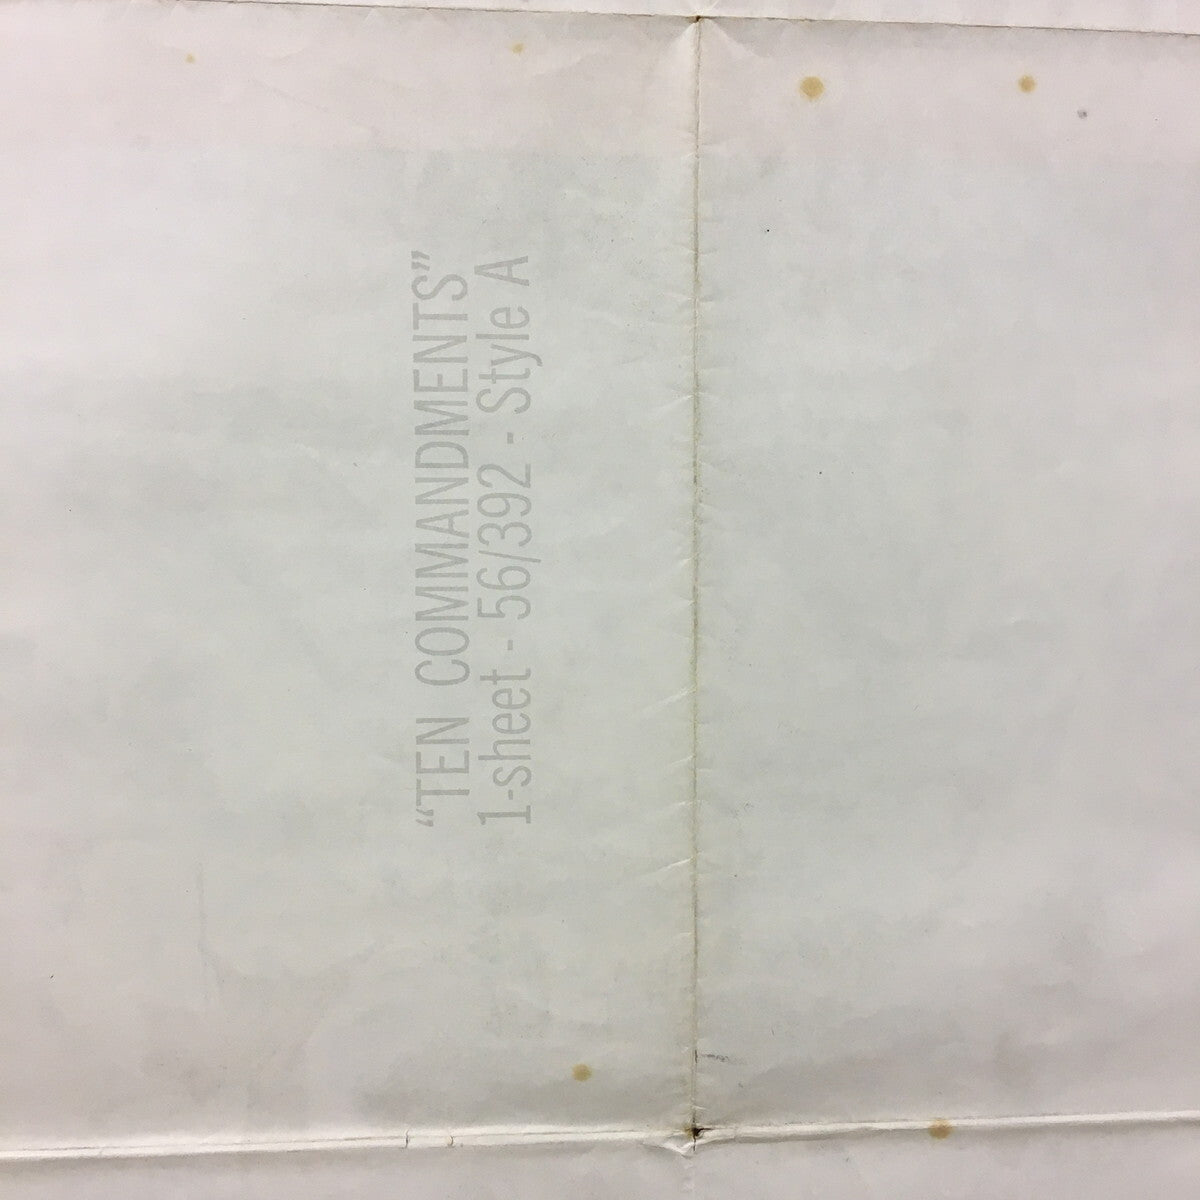 “TEN COMMANDMENTS”
1-sheet - 56/392 - Style A